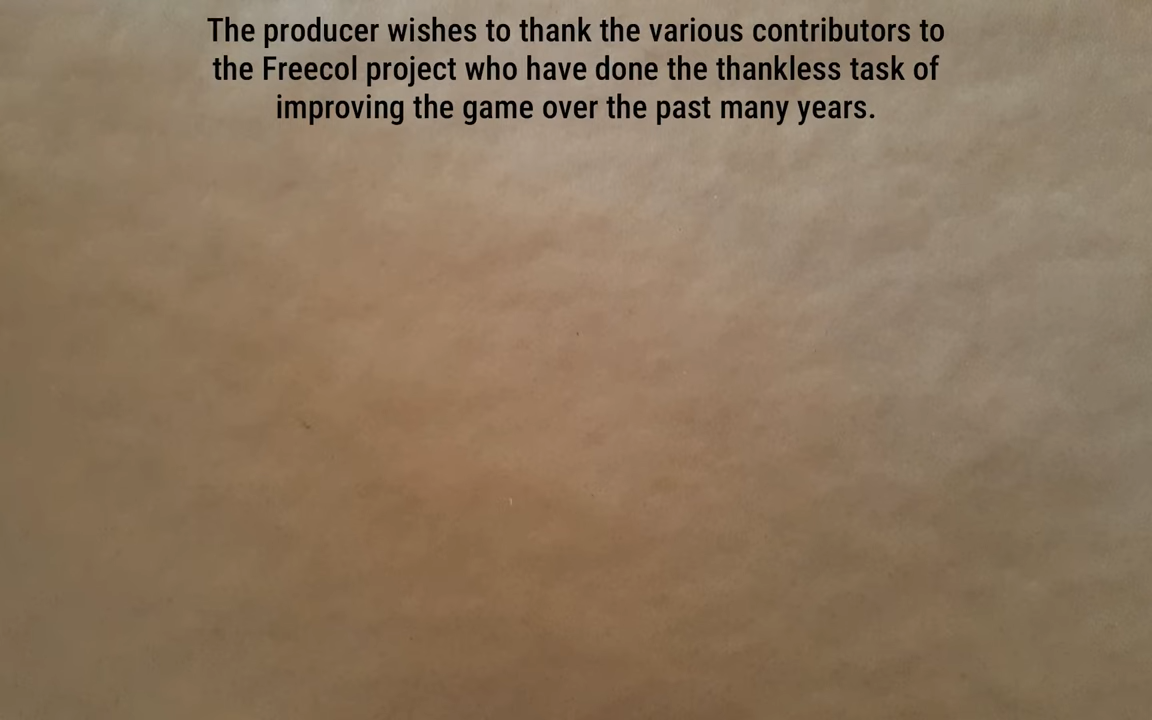 The producer wishes to thank the various contributors to
the Freecol project who have done the thankless task of
improving the game over the past many years.